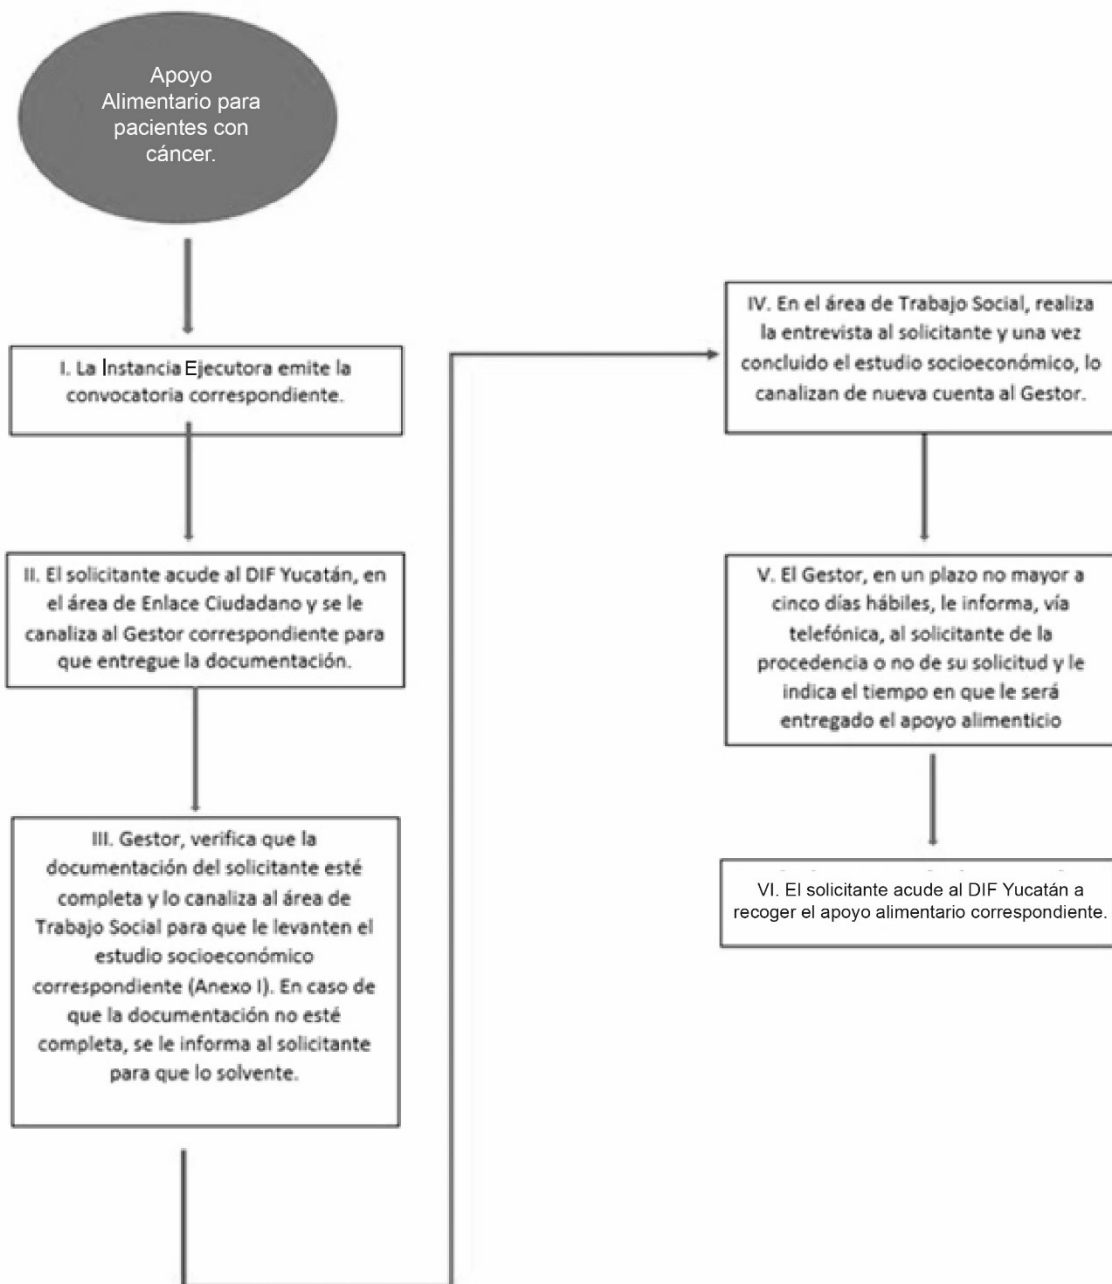 Apoyo
Alimentario para
pacientes con
cáncer.
I. La Instancia Ejecutora emite la
convocatoria correspondiente.
II. El solicitante acude al DIF Yucatán, en
el área de Enlace Ciudadano y se le
canaliza al Gestor correspondiente para
que entregue la documentación.
III. Gestor, verifica que la
documentación del solicitante esté
completa y lo canaliza al área de
Trabajo Social para que le levanten el
estudio socioeconómico
correspondiente (Anexo I). En caso de
que la documentación no esté
completa, se le informa al solicitante
para que lo solvente.
IV. En el área de Trabajo Social, realiza
la entrevista al solicitante y una vez
concluido el estudio socioeconómico, lo
canalizan de nueva cuenta al Gestor.
V. El Gestor, en un plazo no mayor a
cinco días hábiles, le informa, vía
telefónica, al solicitante de la
procedencia o no de su solicitud y le
indica el tiempo en que le será
entregado el apoyo alimenticio
VI. El solicitante acude al DIF Yucatán a
recoger el apoyo alimentario correspondiente.